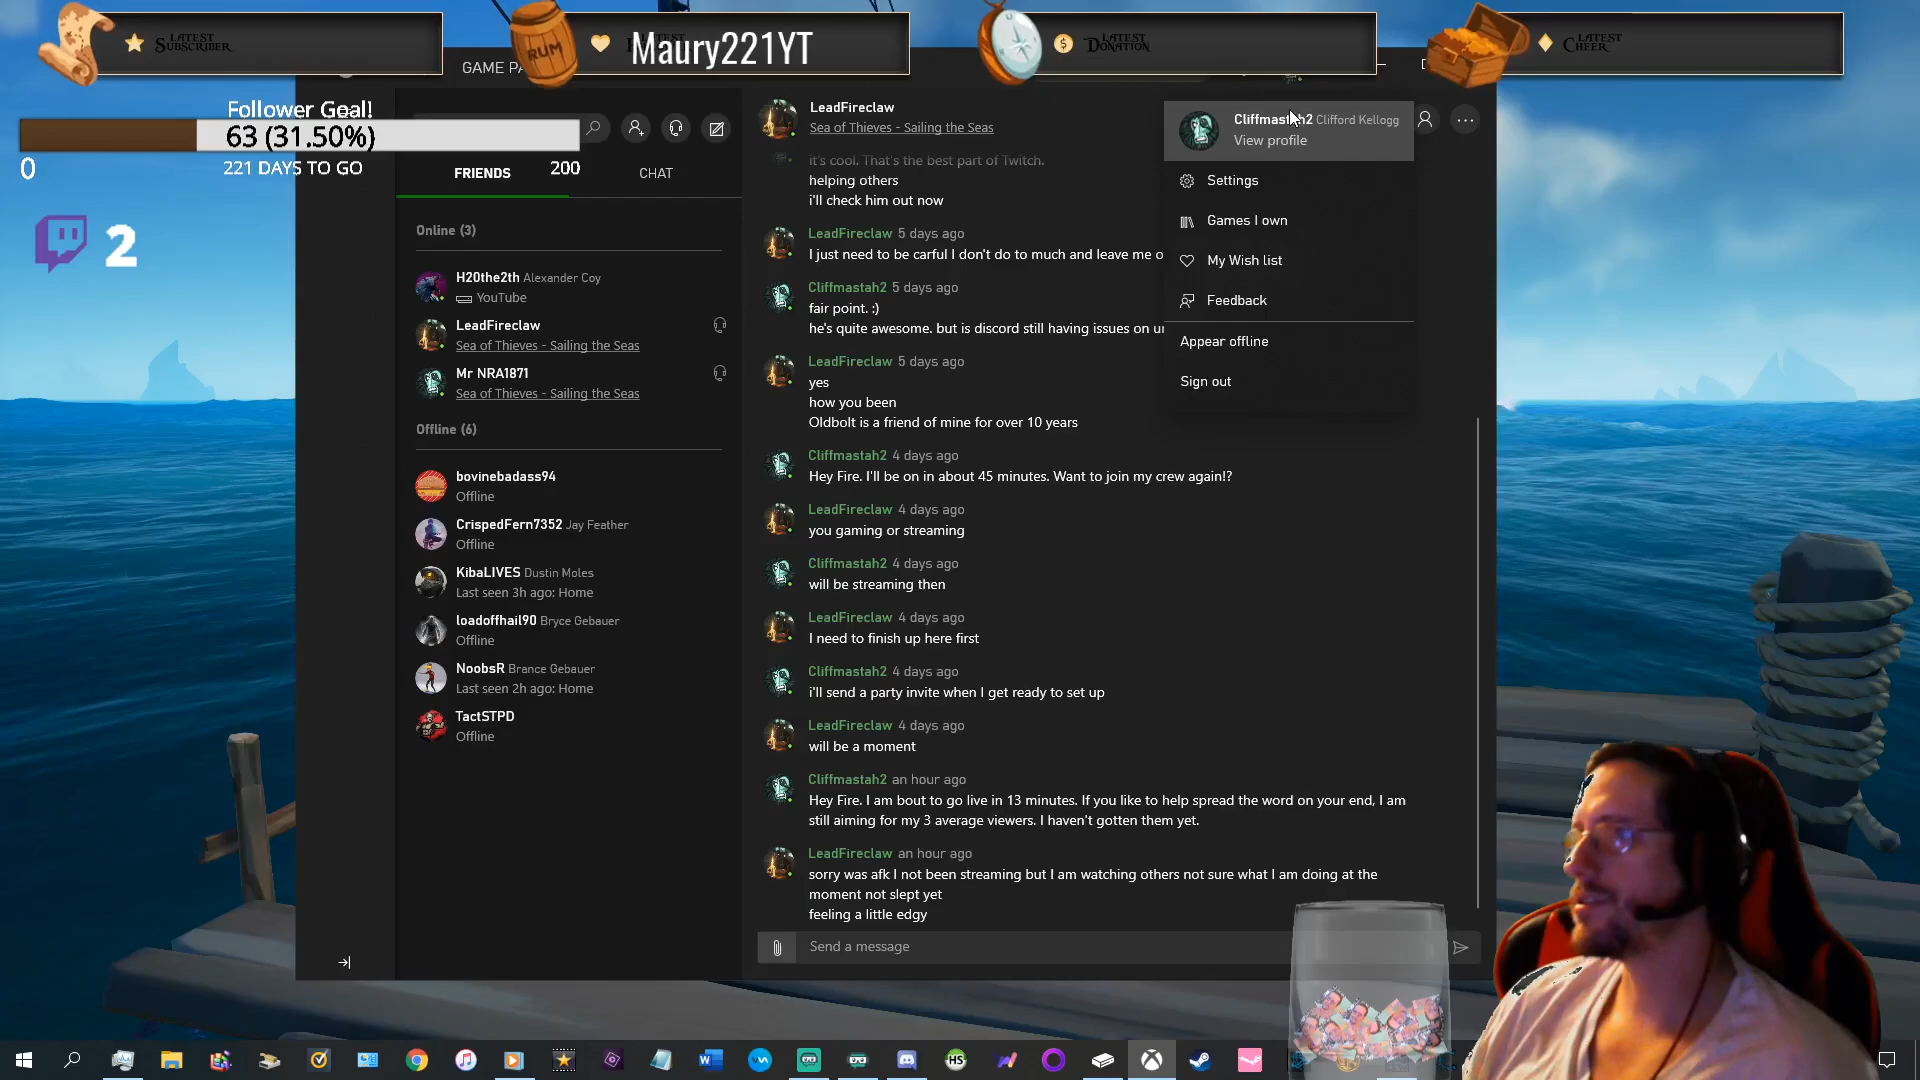 LATEST
SUBSCRIBER
Maury221YT
LATEST
DONATION
LATEST
CHEER
RUM
GAME PA
Follower Goal!
63 (31.50%)
0
200
221 DAYS TO GO
2
FRIENDS
CHAT
Online (3)
H20the2th Alexander Coy
YouTube
LeadFireclaw
Sea of Thieves - Sailing the Seas
Mr NRA1871
Sea of Thieves - Sailing the Seas
Offline (6)
bovinebadass94
Offline
CrispedFern7352 Jay Feather
Offline
KibaLIVES Dustin Moles
Last seen 3h ago: Home
loadoffhail90 Bryce Gebauer
Offline
NoobsR Brance Gebauer
Last seen 2h ago: Home
TactSTPD
Offline
LeadFireclaw
Sea of Thieves - Sailing the Seas
it's cool. That's the best part of Twitch.
helping others
i'll check him out now
LeadFireclaw 5 days ago
I just need to be carful I don't do to much and leave me o
Cliffmastah2 5 days ago
fair point. :)
he's quite awesome. but is discord still having issues on ur
LeadFireclaw 5 days ago
yes
how you been
Oldbolt is a friend of mine for over 10 years
Cliffmastah2 4 days ago
Hey Fire. I'll be on in about 45 minutes. Want to join my crew again!?
LeadFireclaw 4 days ago
you gaming or streaming
Cliffmastah2 4 days ago
will be streaming then
LeadFireclaw 4 days ago
I need to finish up here first
Cliffmastah2 4 days ago
i'll send a party invite when I get ready to set up
LeadFireclaw 4 days ago
will be a moment
Cliffmastah2 an hour ago
Hey Fire. I am bout to go live in 13 minutes. If you like to help spread the word on your end, I am
still aiming for my 3 average viewers. I haven't gotten them yet.
LeadFireclaw an hour ago
sorry was afk I not been streaming but I am watching others not sure what I am doing at the
moment not slept yet
feeling a little edgy
Send a message
Cliffmastah2 Clifford Kellogg
View profile
Settings
Games I own
My Wish list
Feedback
Appear offline
Sign out